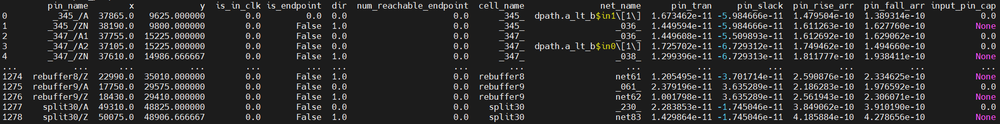 pin_name x y is_in_clk is_endpoint dir num_reachable_endpoint cell_name net_name pin_tran pin_slack pin_rise_arr pin_fall_arr input_pin_cap
0 _345_/A 37865.0 9625.000000 0.0 0.0 0.0 0.0 _345_ dpath.a_lt_b$in1\[1\] 1.673462e-11 -5.984666e-11 1.479504e-10 1.389314e-10 0.0
1 _345_/ZN 38190.0 9800.000000 0.0 False 1.0 0.0 _345_ _036_ 1.449594e-11 -5.984666e-11 1.611263e-10 1.627760e-10 None
2 _347_/A1 37755.0 15225.000000 0.0 False 0.0 0.0 _347_ _036_ 1.449608e-11 -5.509893e-11 1.612692e-10 1.629062e-10 0.0
3 _347_/A2 37105.0 15225.000000 0.0 False 0.0 0.0 _347_ dpath.a_lt_b$in0\[1\] 1.725702e-11 -6.729312e-11 1.749462e-10 1.494660e-10 0.0
4 _347_/ZN 37610.0 14986.666667 0.0 False 1.0 0.0 _347_ _038_ 1.299396e-11 -6.729313e-11 1.811777e-10 1.938411e-10 None
... ... ... ... ... ... ... ... ... ... ... ... ... ... ...
1274 rebuffer8/Z 22990.0 35010.000000 0.0 False 1.0 0.0 rebuffer8 net61 1.205495e-11 -3.701714e-11 2.590876e-10 2.334625e-10 None
1275 rebuffer9/A 17750.0 29575.000000 0.0 False 0.0 0.0 rebuffer9 _061_ 2.379196e-11 3.635289e-11 2.186283e-10 1.976592e-10 0.0
1276 rebuffer9/Z 18430.0 29410.000000 0.0 False 1.0 0.0 rebuffer9 net62 1.001798e-11 3.635289e-11 2.561943e-10 2.306071e-10 None
1277 split30/A 49310.0 48825.000000 0.0 False 0.0 0.0 split30 _230_ 2.283853e-11 -1.745046e-11 3.849062e-10 3.910190e-10 0.0
1278 split30/Z 50075.0 48906.666667 0.0 False 1.0 0.0 split30 net83 1.429864e-11 -1.745046e-11 4.185884e-10 4.278656e-10 None